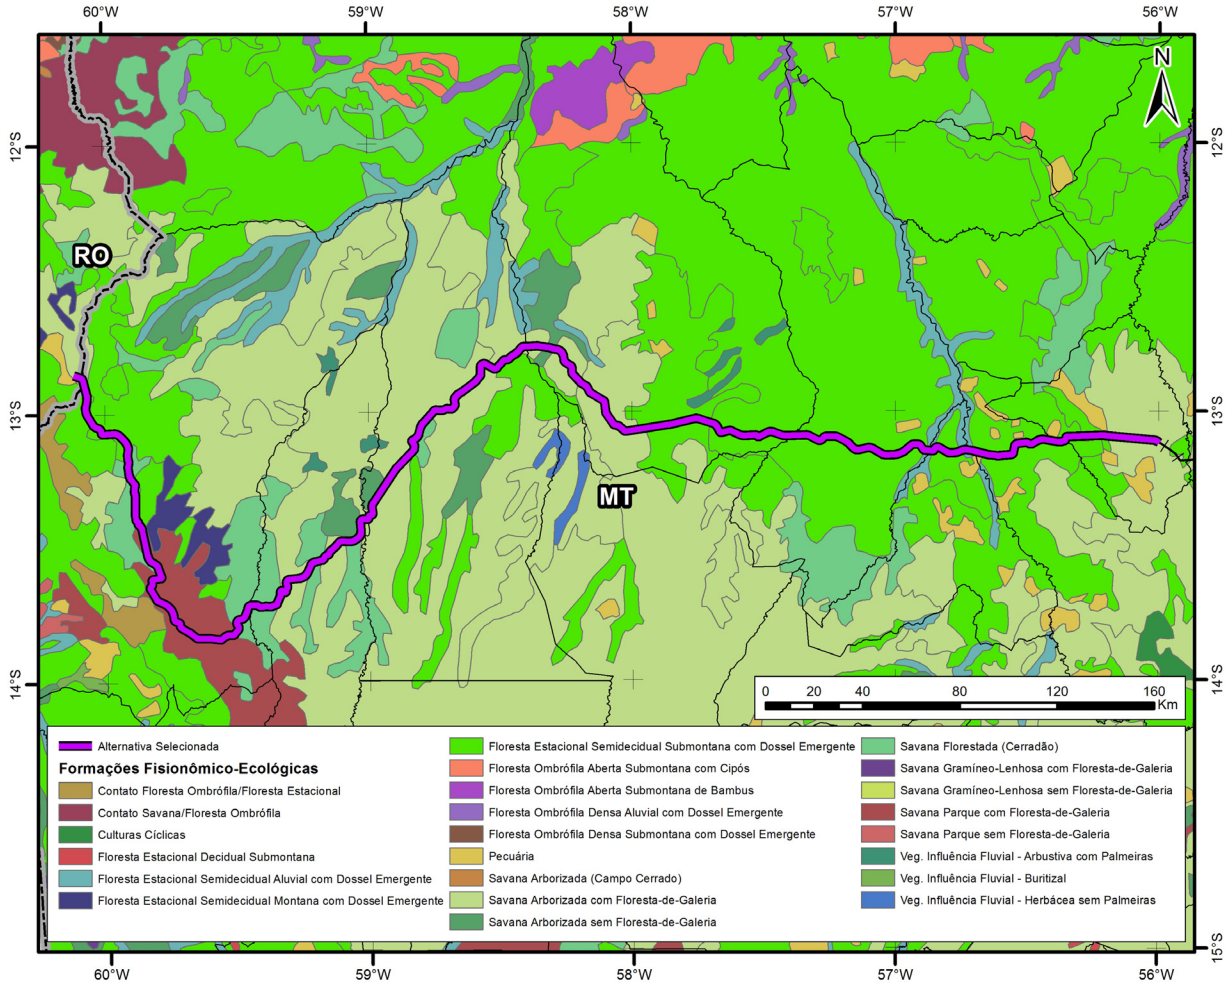 60°W 59°W 58°W 57°W 56°W
N
12°S 12°S
RO
13°S 13°S
MT
14°S 14°S
0 20 40 80 120 160
Km
Alternativa Selecionada
Formações Fisionômico-Ecológicas
Contato Floresta Ombrófila/Floresta Estacional
Contato Savana/Floresta Ombrófila
Culturas Cíclicas
Floresta Estacional Decidual Submontana
Floresta Estacional Semidecidual Aluvial com Dossel Emergente
Floresta Estacional Semidecidual Montana com Dossel Emergente
Floresta Estacional Semidecidual Submontana com Dossel Emergente
Floresta Ombrófila Aberta Submontana com Cipós
Floresta Ombrófila Aberta Submontana de Bambus
Floresta Ombrófila Densa Aluvial com Dossel Emergente
Floresta Ombrófila Densa Submontana com Dossel Emergente
Pecuária
Savana Arborizada (Campo Cerrado)
Savana Arborizada com Floresta-de-Galeria
Savana Arborizada sem Floresta-de-Galeria
Savana Florestada (Cerradão)
Savana Gramíneo-Lenhosa com Floresta-de-Galeria
Savana Gramíneo-Lenhosa sem Floresta-de-Galeria
Savana Parque com Floresta-de-Galeria
Savana Parque sem Floresta-de-Galeria
Veg. Influência Fluvial - Arbustiva com Palmeiras
Veg. Influência Fluvial - Buritizal
Veg. Influência Fluvial - Herbácea sem Palmeiras
15°S
60°W 59°W 58°W 57°W 56°W